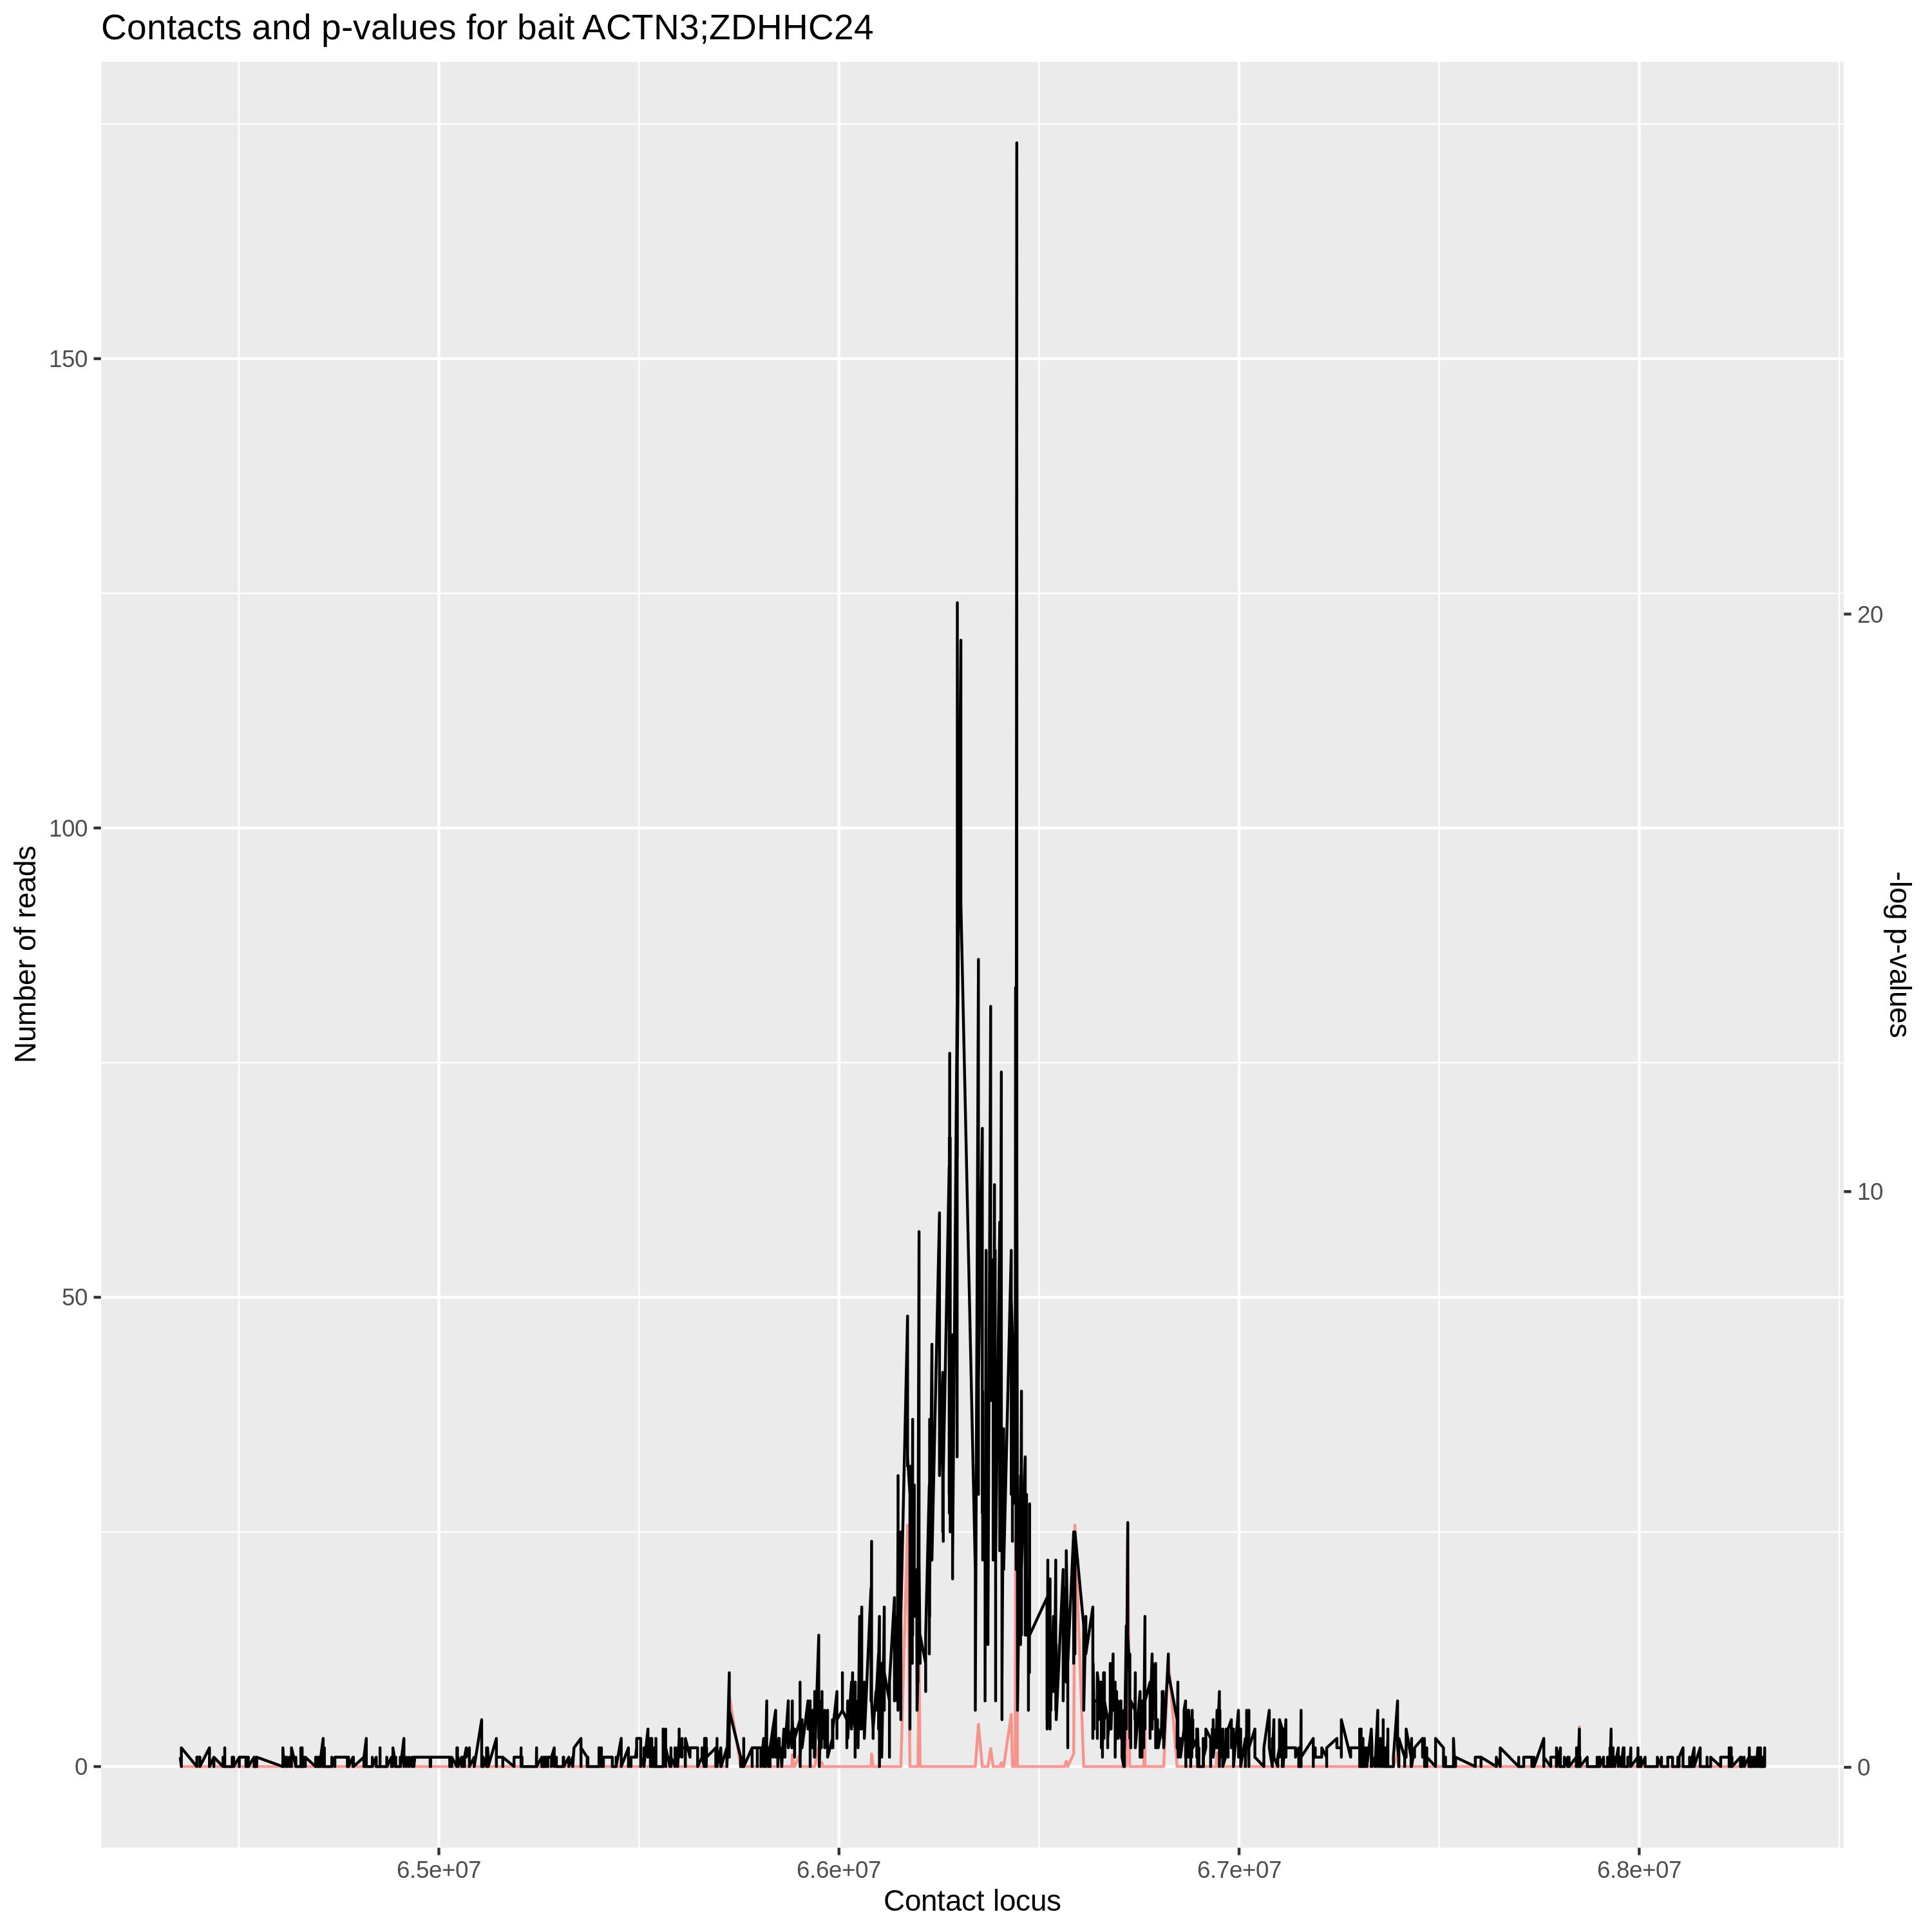 Contacts and p-values for bait ACTN3;ZDHHC24
150
100
50
0
Number of reads
20
10
0
-log p-values
6.5e+07
6.6e+07
6.7e+07
6.8e+07
Contact locus